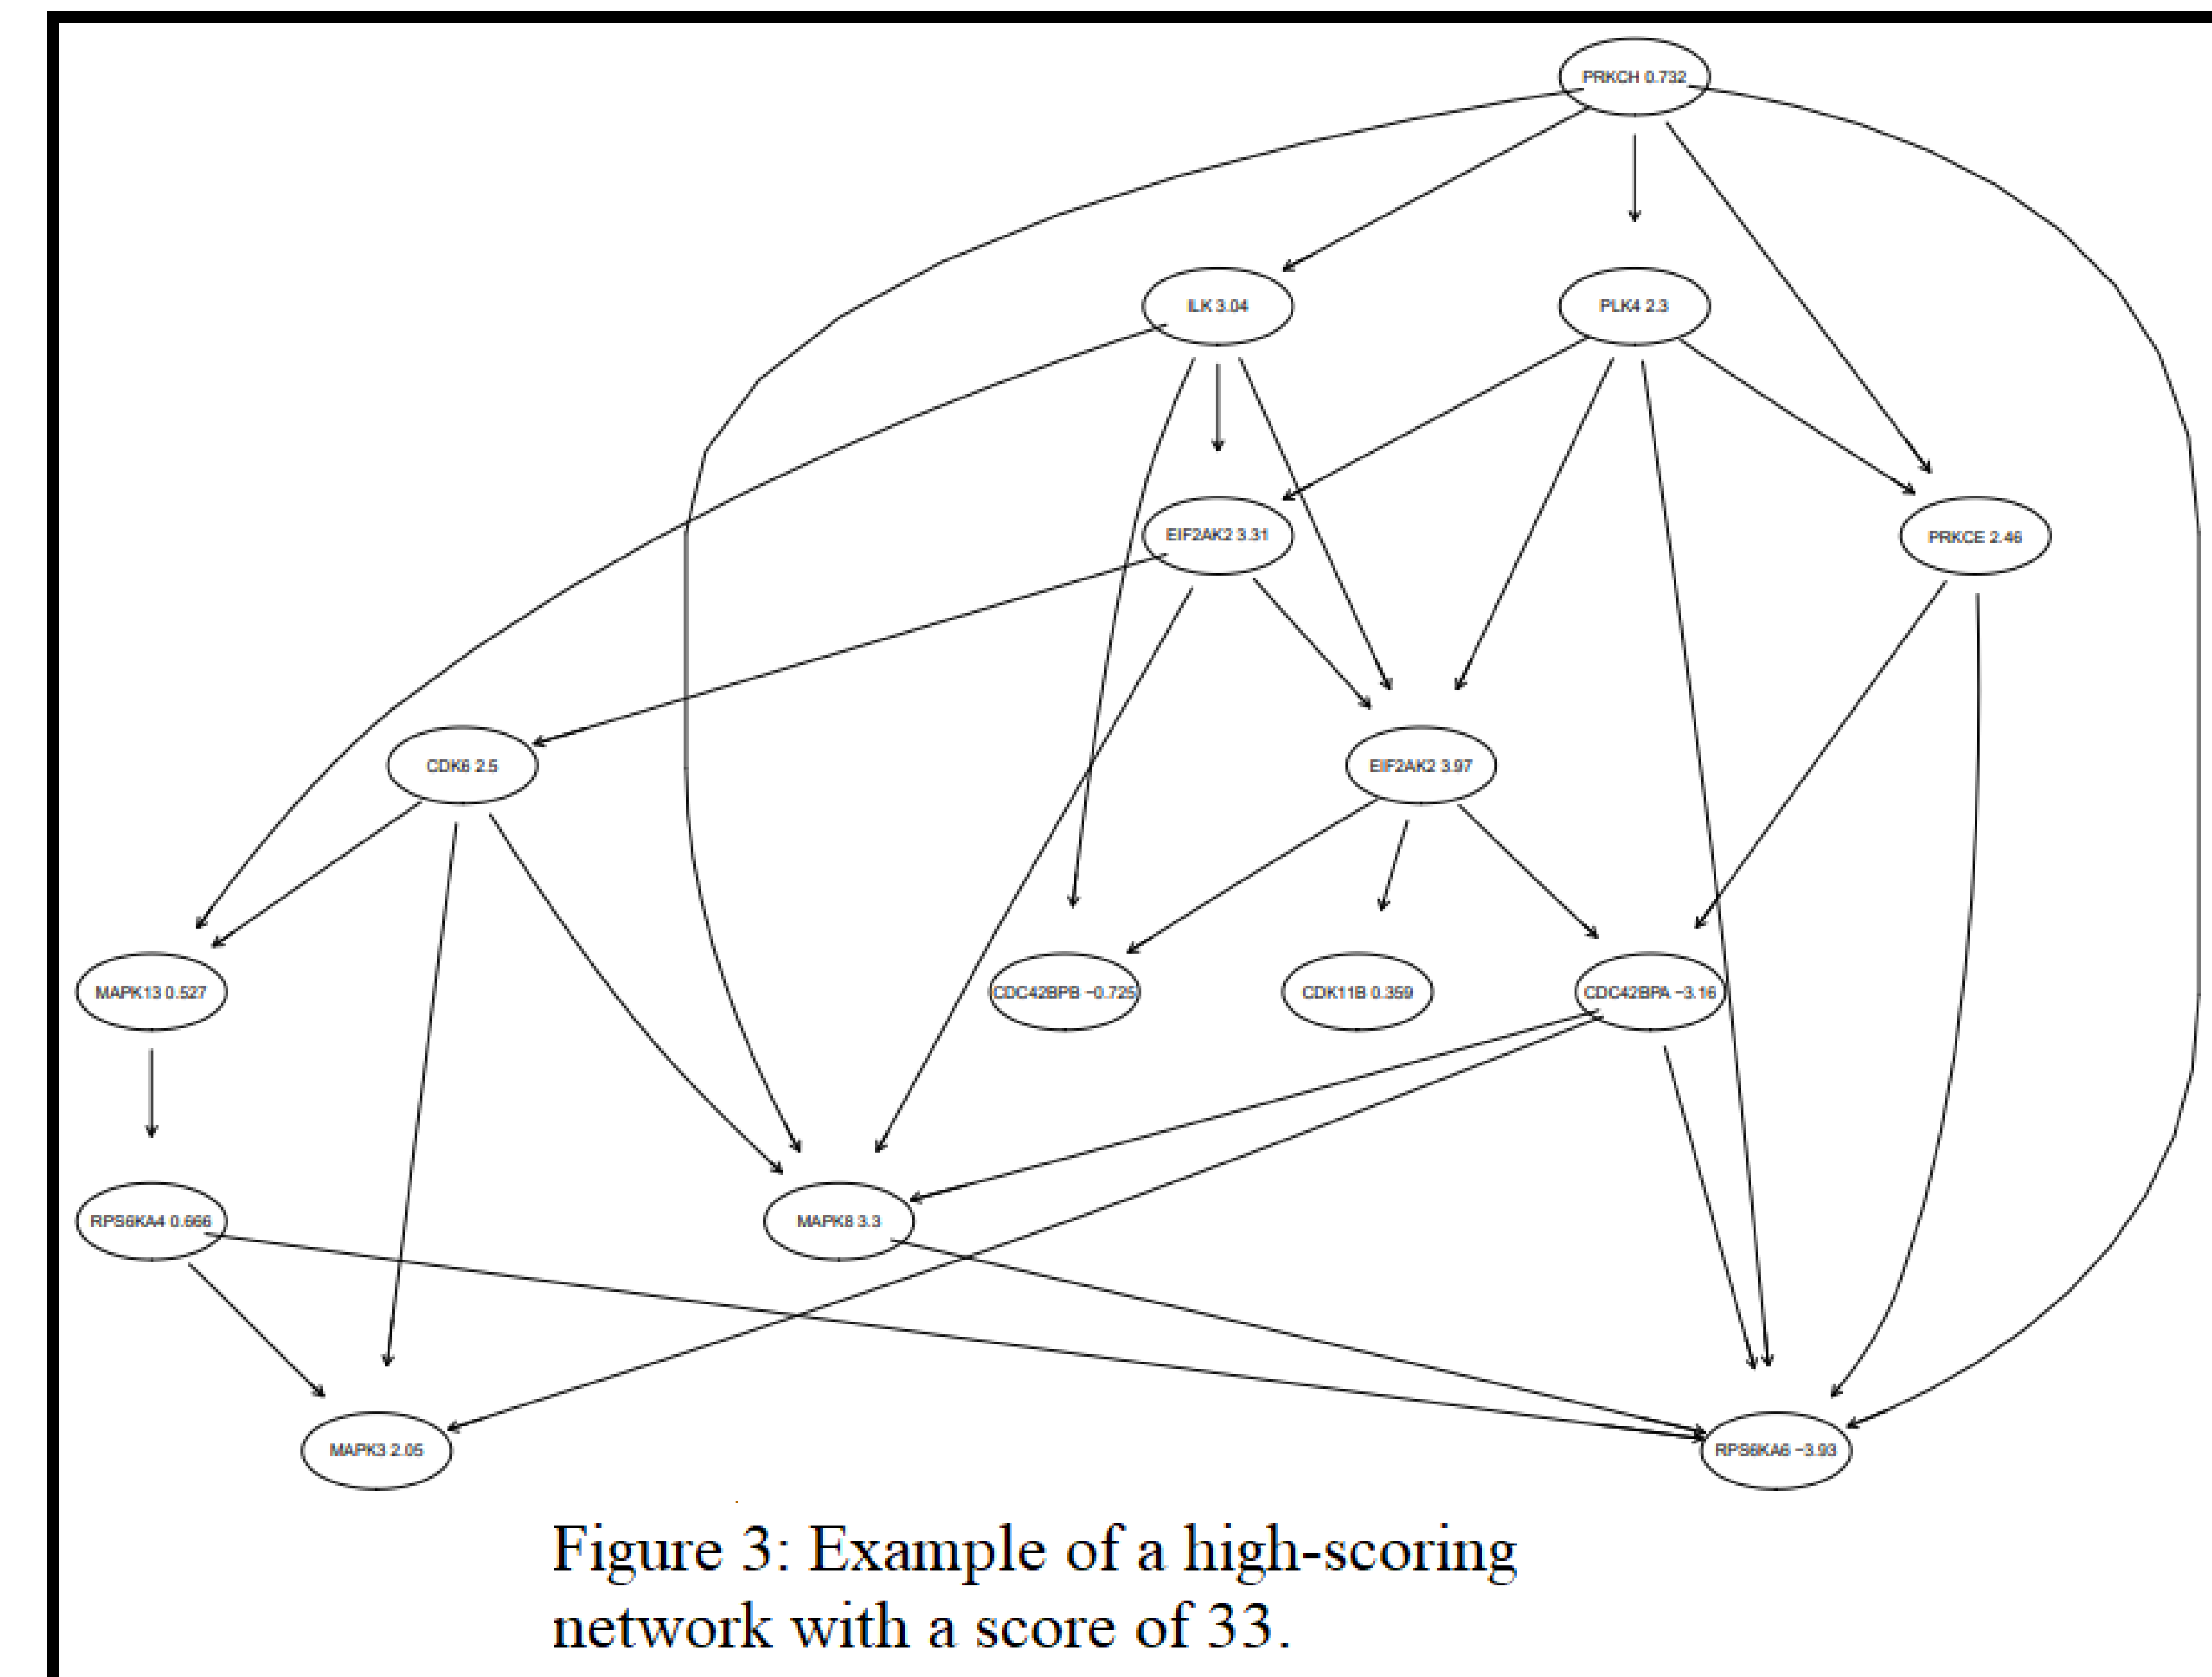 PRKCH 0.732
ILK 3.04
PLK4 2.3
EIF2AK2 3.31
PRKCE 2.46
CDK6 2.5
EIF2AK2 3.97
MAPK13 0.527
CDC42BPB −0.725
CDK11B 0.359
CDC42BPA −3.16
RPS6KA4 0.666
MAPK8 3.3
MAPK3 2.05
RPS6KA6 −3.93
Figure 3: Example of a high-scoring
network with a score of 33.